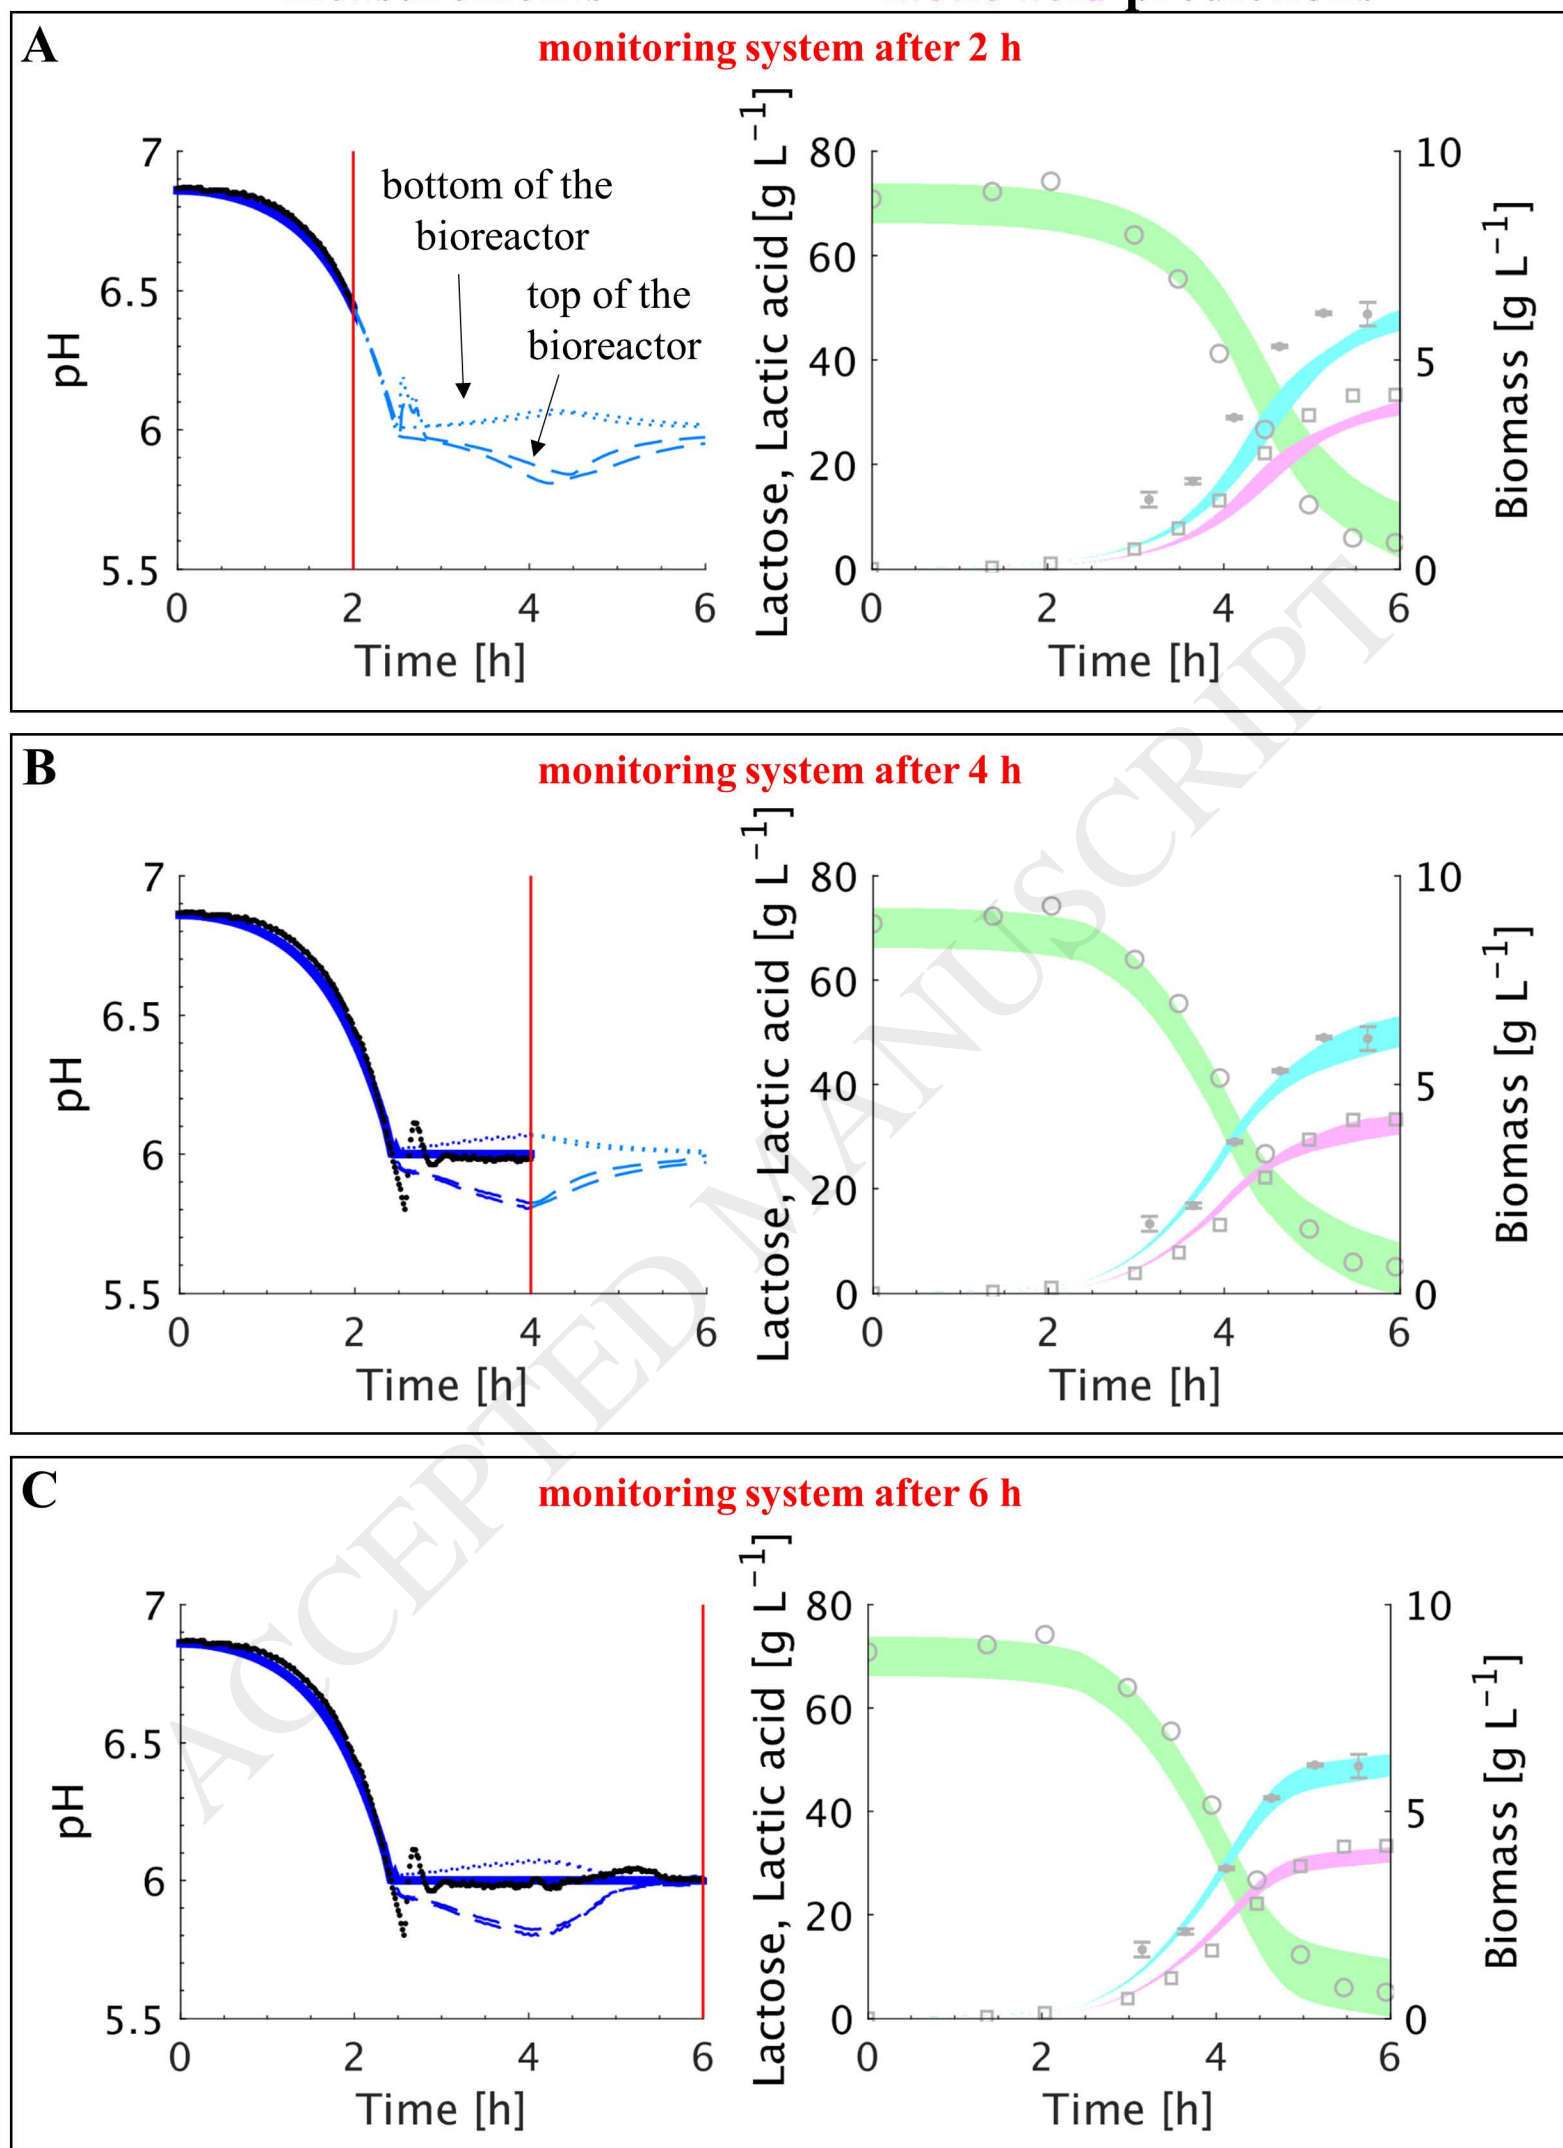 A
monitoring system after 2 h
bottom of the
bioreactor
top of the
bioreactor
7
6.5
6
5.5
pH
0 2 4 6
Time [h]
80
60
40
20
0
Lactose, Lactic acid [g L⁻¹]
10
5
0
Biomass [g L⁻¹]
0 2 4 6
Time [h]
B
monitoring system after 4 h
7
6.5
6
5.5
pH
0 2 4 6
Time [h]
80
60
40
20
0
Lactose, Lactic acid [g L⁻¹]
10
5
0
Biomass [g L⁻¹]
0 2 4 6
Time [h]
C
monitoring system after 6 h
7
6.5
6
5.5
pH
0 2 4 6
Time [h]
80
60
40
20
0
Lactose, Lactic acid [g L⁻¹]
10
5
0
Biomass [g L⁻¹]
0 2 4 6
Time [h]
ACCEPTED MANUSCRIPT